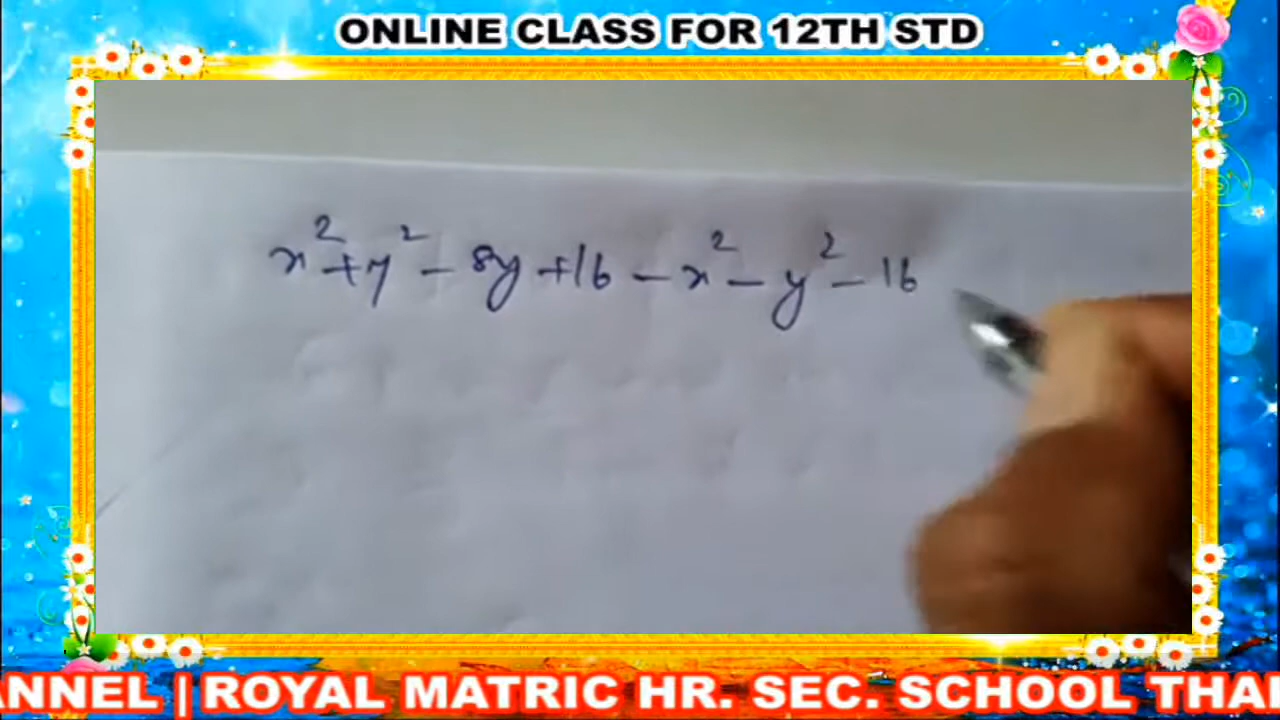 ONLINE CLASS FOR 12TH STD
x² + y² - 8y + 16 - x² - y² - 16
ANNEL | ROYAL MATRIC HR. SEC. SCHOOL THA